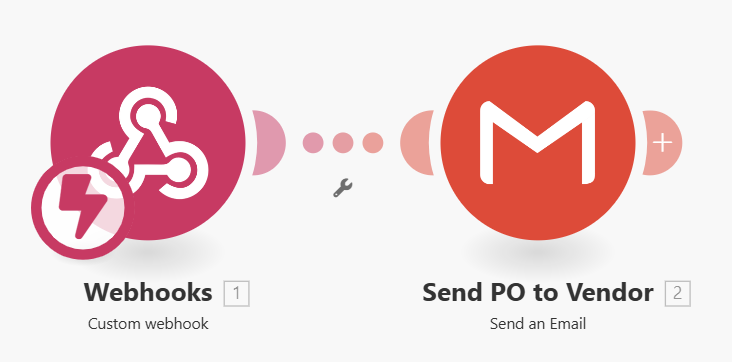 Webhooks 1
Custom webhook
Send PO to Vendor 2
Send an Email